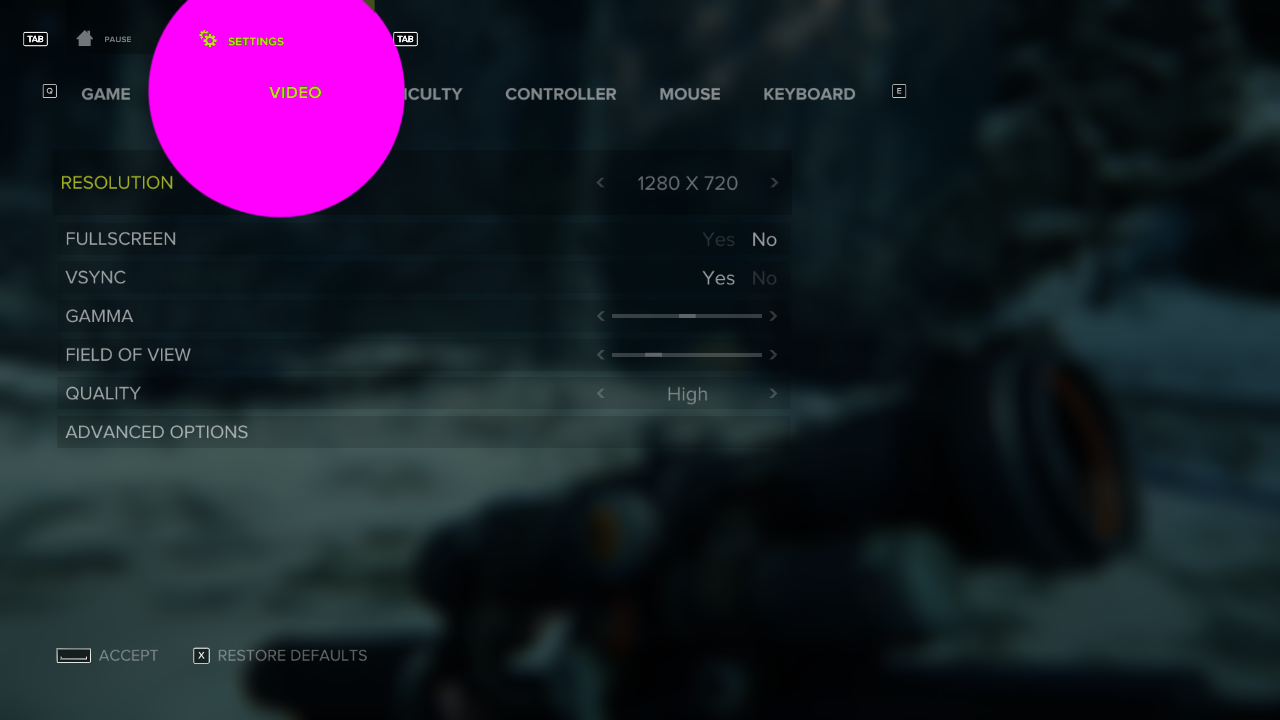 TAB PAUSE SETTINGS TAB
Q GAME VIDEO ICULTY CONTROLLER MOUSE KEYBOARD E
RESOLUTION < 1280 X 720 >
FULLSCREEN Yes No
VSYNC Yes No
GAMMA < >
FIELD OF VIEW < >
QUALITY < High >
ADVANCED OPTIONS
ACCEPT X RESTORE DEFAULTS